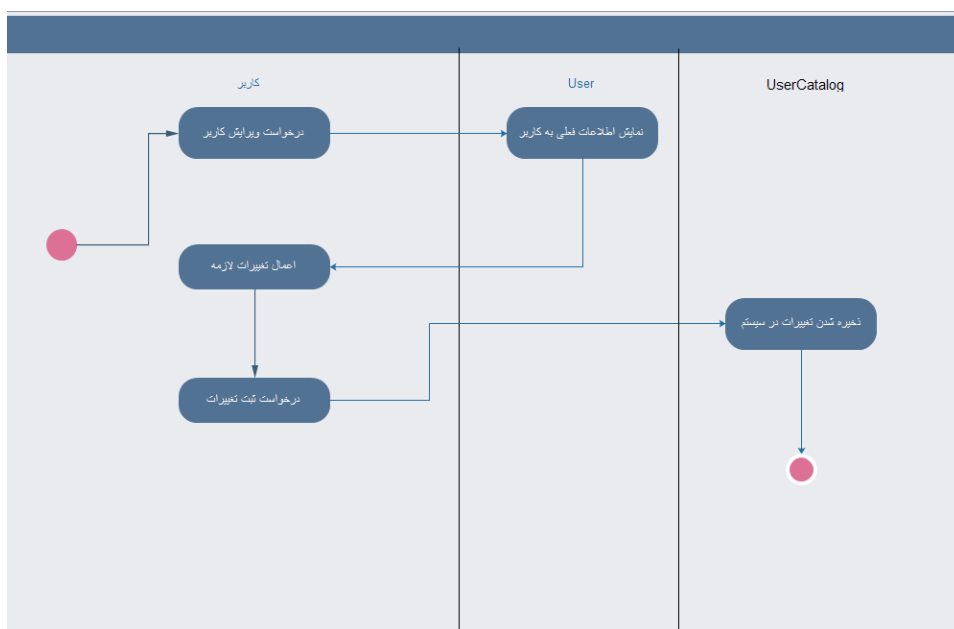 کاربر
User
UserCatalog
درخواست ویرایش کاربر
نمایش اطلاعات فعلی به کاربر
اعمال تغییرات لازمه
ذخیره شدن تغییرات در سیستم
درخواست ثبت تغییرات